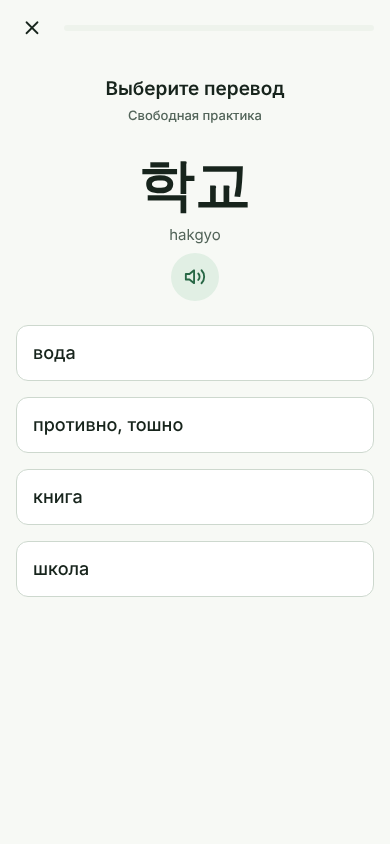 Выберите перевод
Свободная практика
학교
hakgyo
вода
противно, тошно
книга
школа